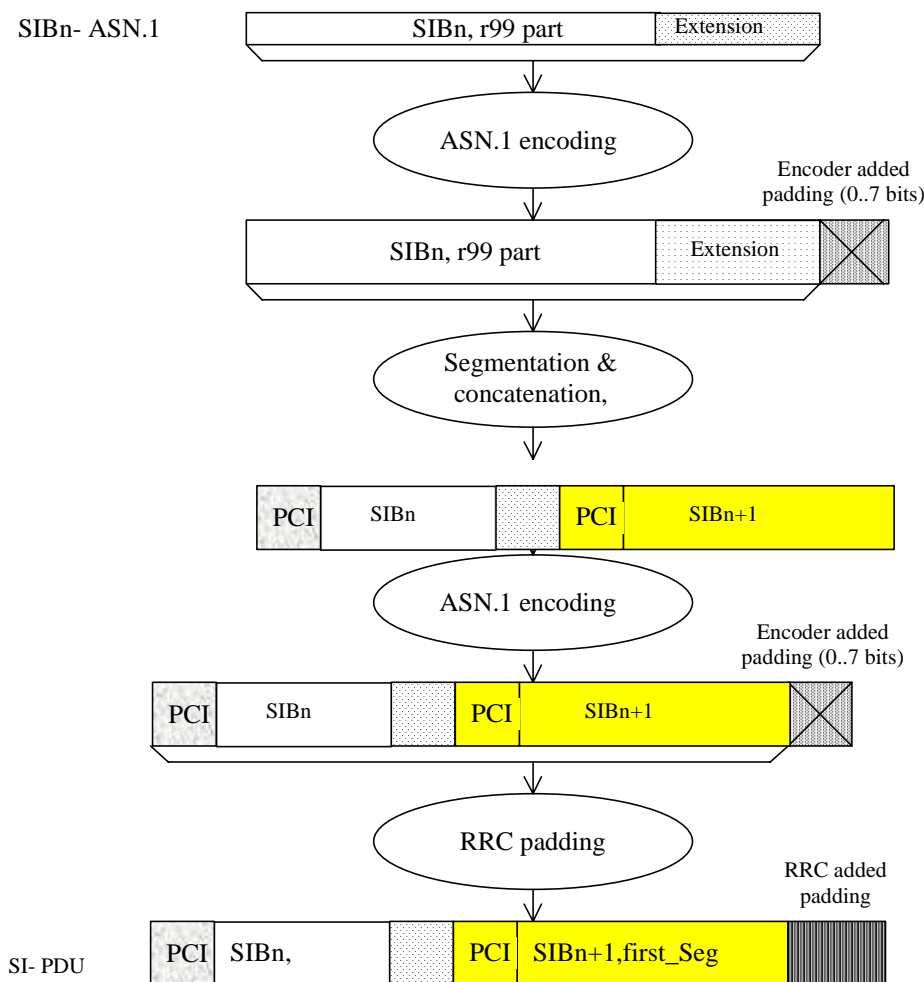 SIBn- ASN.1
SIBn, r99 part
Extension
ASN.1 encoding
Encoder added
padding (0..7 bits)
SIBn, r99 part
Extension
Segmentation &
concatenation,
PCI
SIBn
PCI
SIBn+1
ASN.1 encoding
Encoder added
padding (0..7 bits)
PCI
SIBn
PCI
SIBn+1
RRC padding
RRC added
padding
SI- PDU
PCI
SIBn,
PCI
SIBn+1,first_Seg